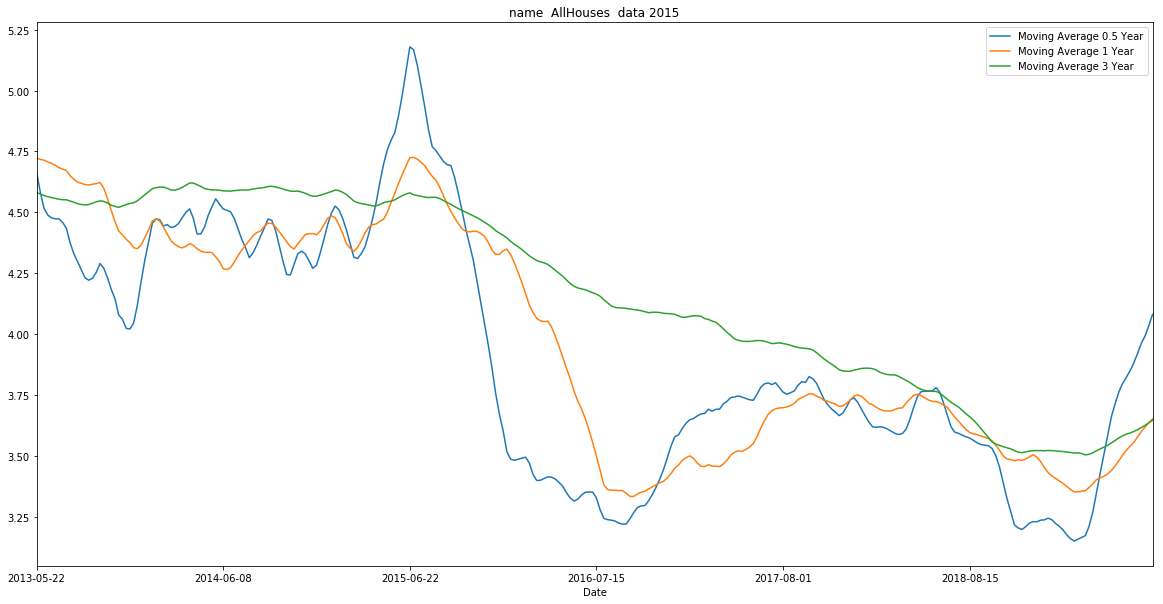 name  AllHouses  data 2015
5.25
5.00
4.75
4.50
4.25
4.00
3.75
3.50
3.25
Moving Average 0.5 Year
Moving Average 1 Year
Moving Average 3 Year
2013-05-22 2014-06-08 2015-06-22 2016-07-15 2017-08-01 2018-08-15
Date